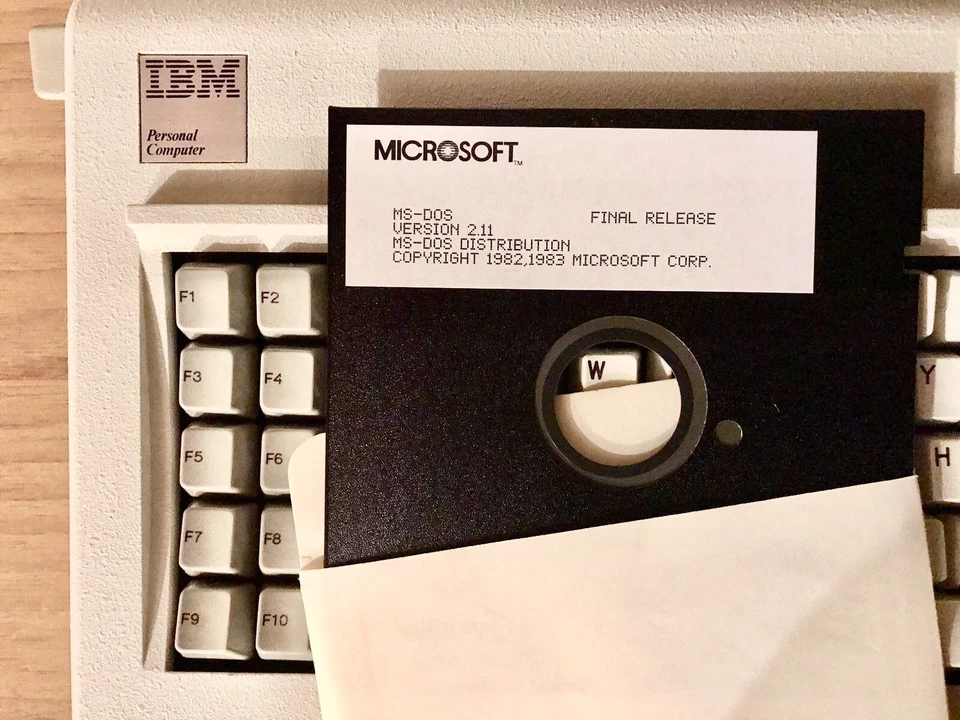 IBM
Personal
Computer
MICROSOFT™
MS-DOS FINAL RELEASE
VERSION 2.11
MS-DOS DISTRIBUTION
COPYRIGHT 1982,1983 MICROSOFT CORP.
F1 F2
W Y
F3 F4
F5 F6 H
F7 F8
F9 F10